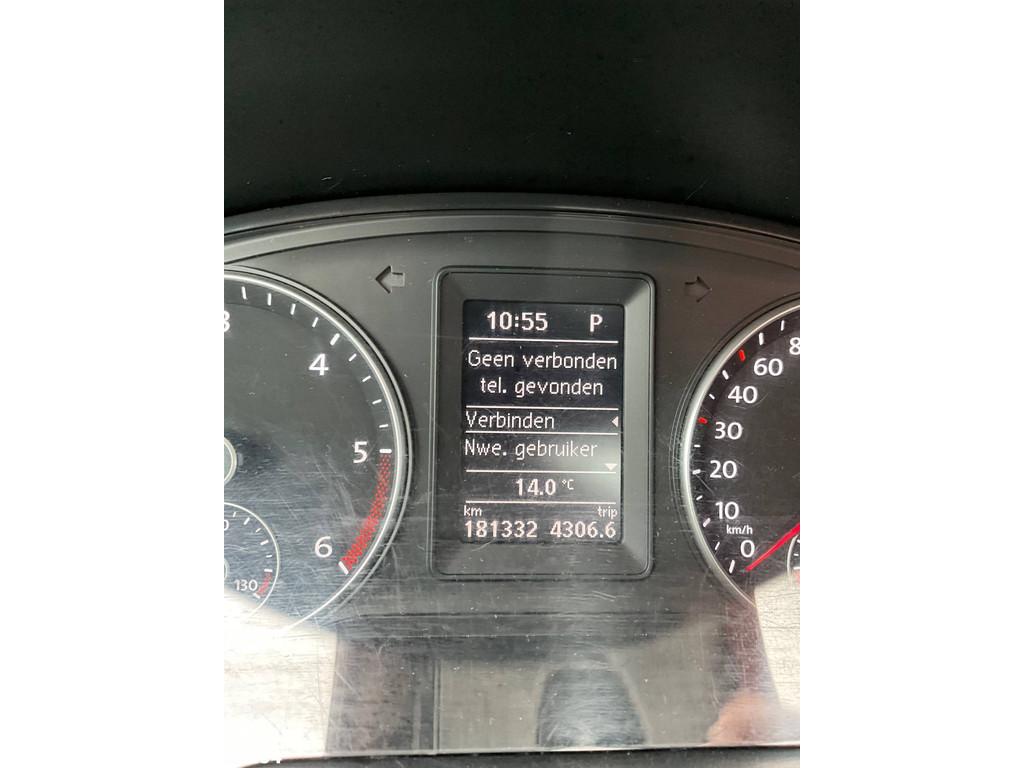 10:55 P
Geen verbonden
tel. gevonden
Verbinden
Nwe. gebruiker
14.0 °C
km trip
181332 4306.6
4
5
6
130
8
60
40
30
20
10
km/h
0